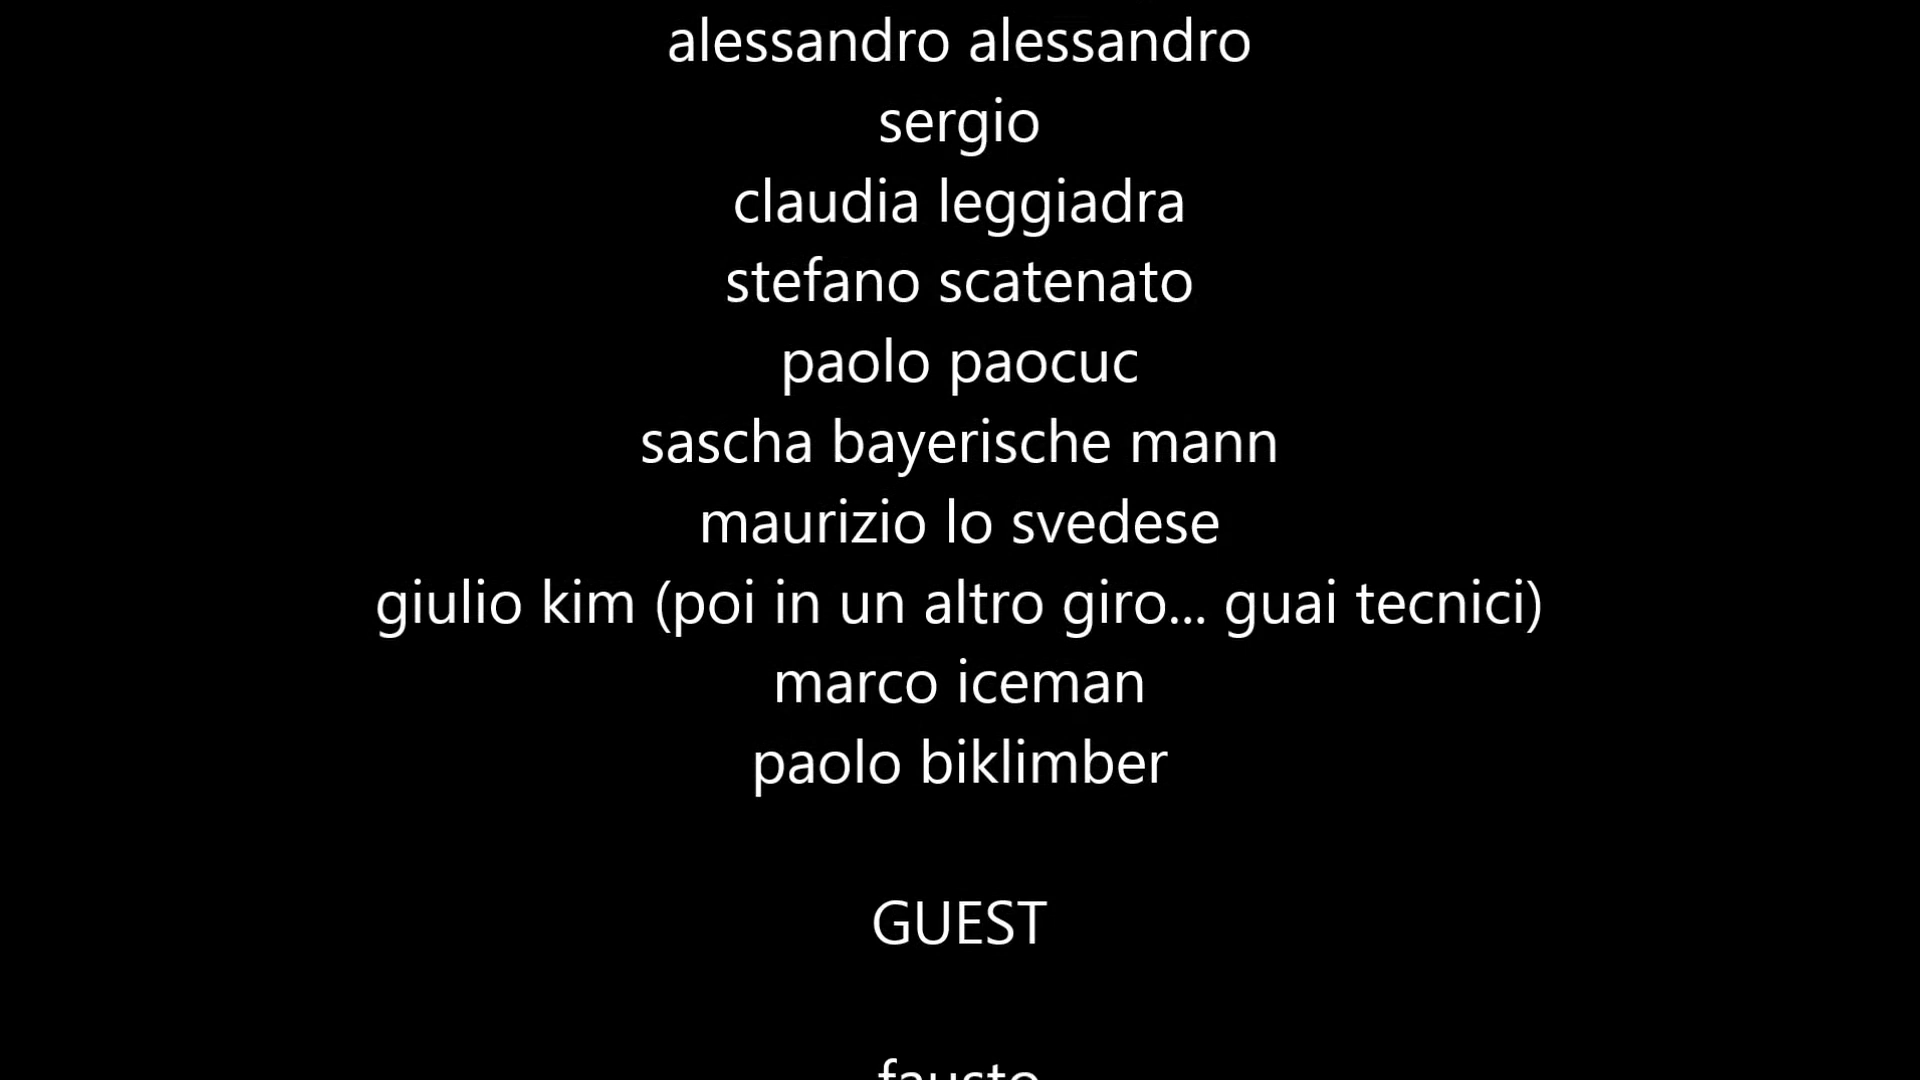 alessandro alessandro
sergio
claudia leggiadra
stefano scatenato
paolo paocuc
sascha bayerische mann
maurizio lo svedese
giulio kim (poi in un altro giro... guai tecnici)
marco iceman
paolo biklimber
GUEST
fausto